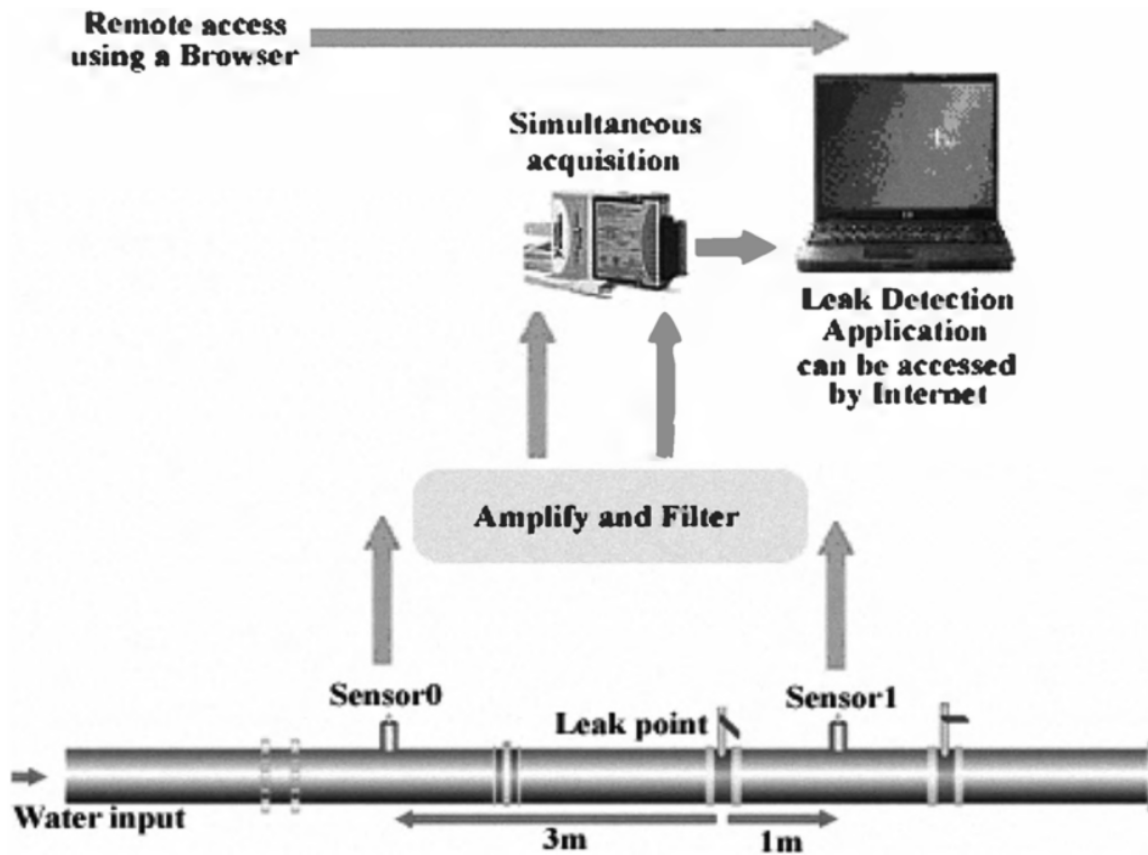 Remote access
using a Browser
Simultaneous
acquisition
Leak Detection
Application
can be accessed
by Internet
Amplify and Filter
Sensor0
Leak point
Sensor1
Water input
3m
1m